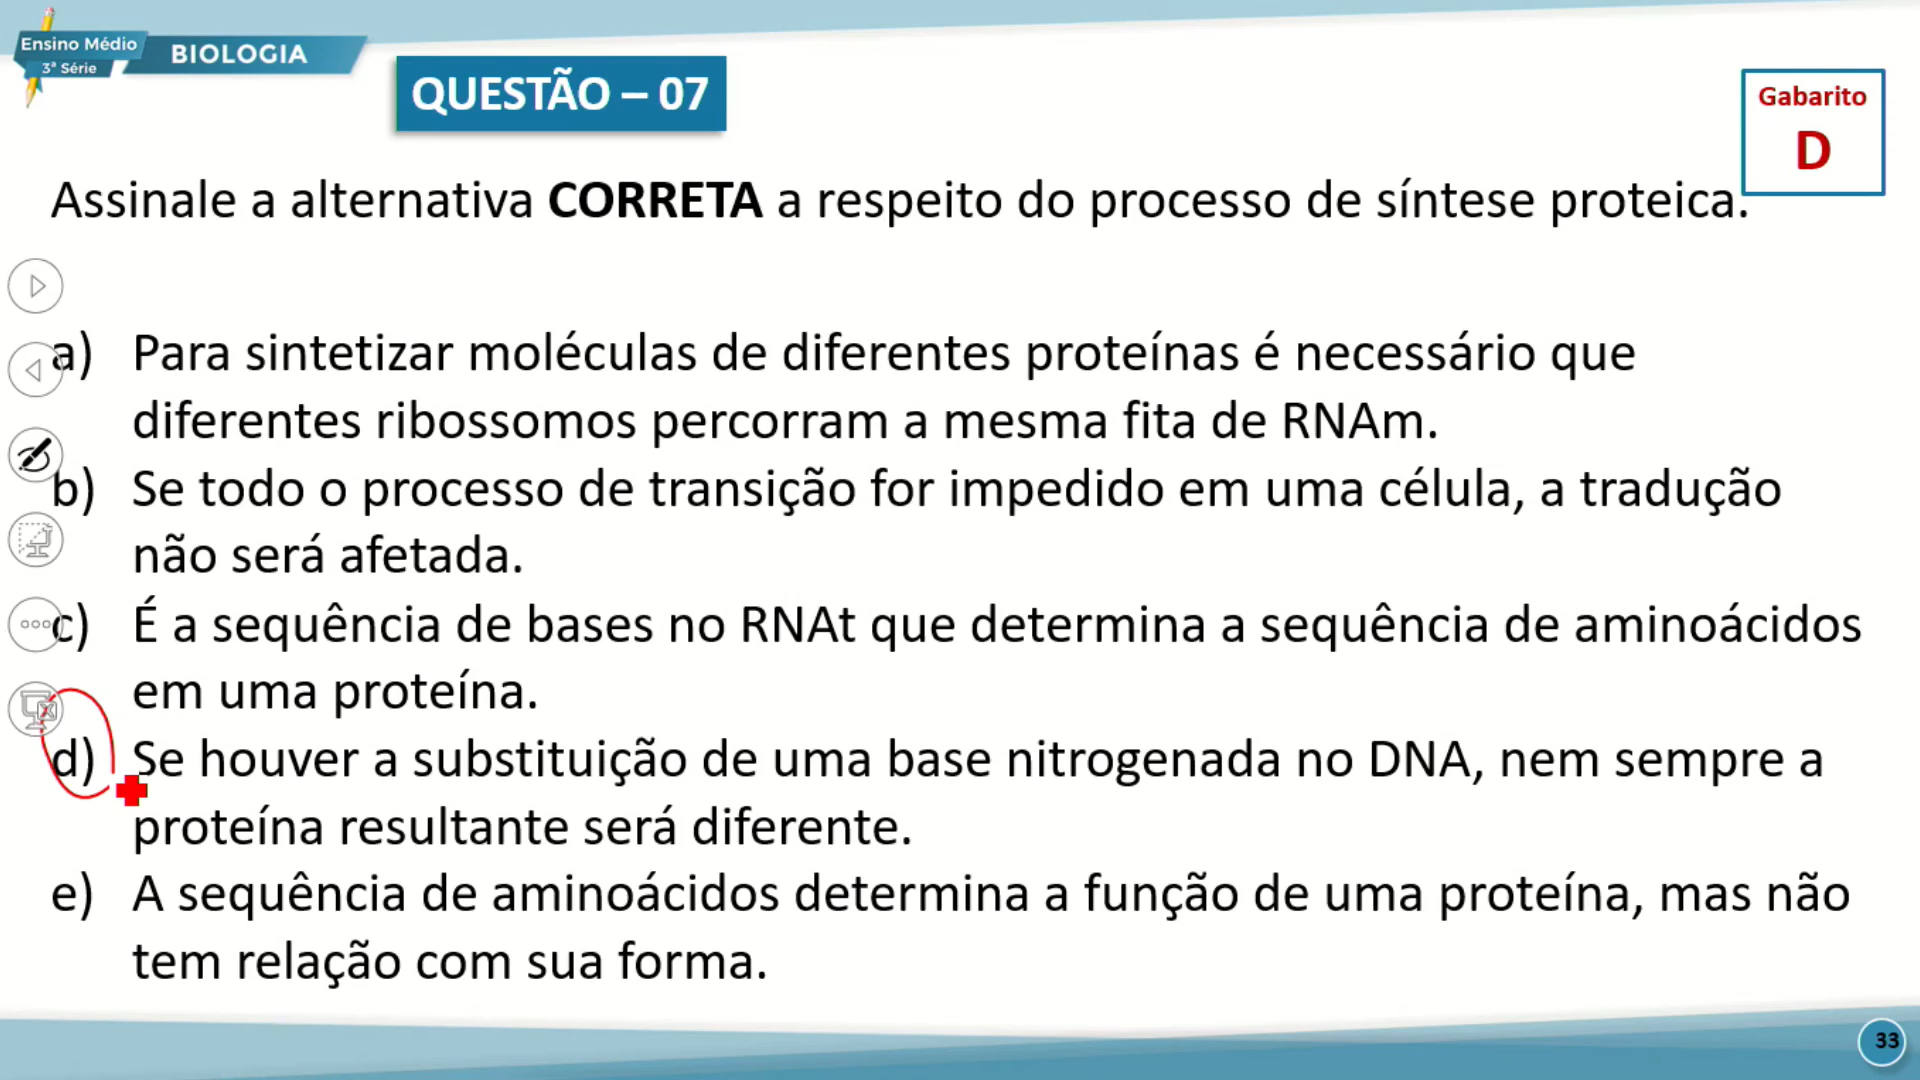 Ensino Médio
3ª Série
BIOLOGIA
QUESTÃO – 07
Gabarito
D
Assinale a alternativa CORRETA a respeito do processo de síntese proteica.
a) Para sintetizar moléculas de diferentes proteínas é necessário que
diferentes ribossomos percorram a mesma fita de RNAm.
b) Se todo o processo de transição for impedido em uma célula, a tradução
não será afetada.
c) É a sequência de bases no RNAt que determina a sequência de aminoácidos
em uma proteína.
d) Se houver a substituição de uma base nitrogenada no DNA, nem sempre a
proteína resultante será diferente.
e) A sequência de aminoácidos determina a função de uma proteína, mas não
tem relação com sua forma.
33